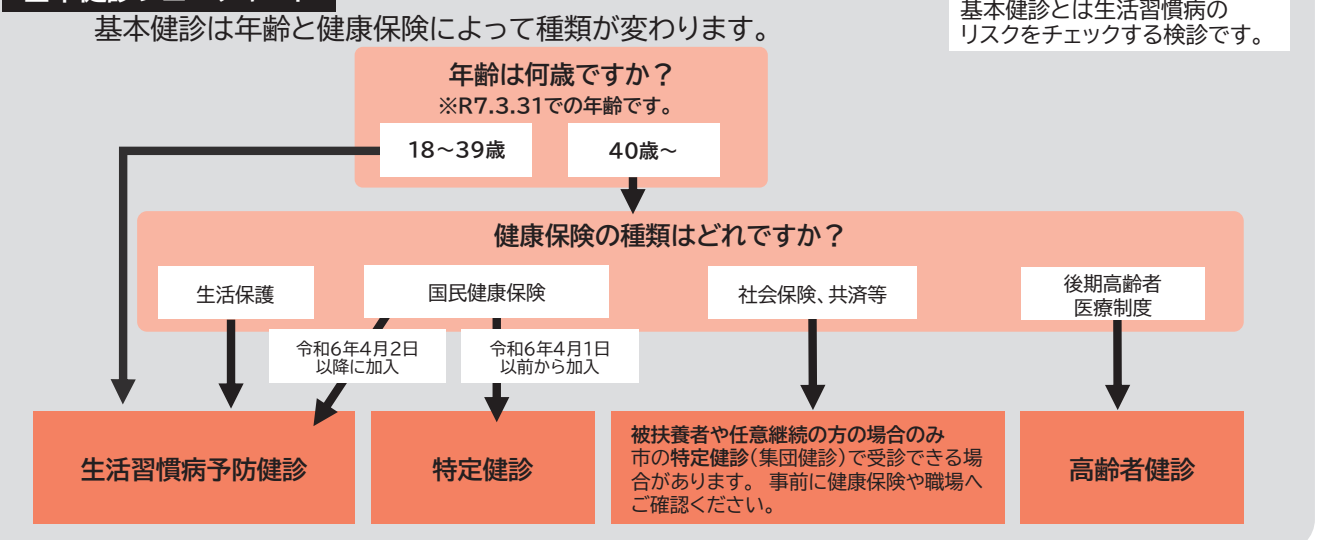 基本健診は年齢と健康保険によって種類が変わります。
基本健診とは生活習慣病の
リスクをチェックする検診です。
年齢は何歳ですか？
※R7.3.31での年齢です。
18～39歳
40歳～
健康保険の種類はどれですか？
生活保護
国民健康保険
社会保険、共済等
後期高齢者
医療制度
令和6年4月2日
以降に加入
令和6年4月1日
以前から加入
生活習慣病予防健診
特定健診
被扶養者や任意継続の方の場合のみ
市の特定健診(集団健診)で受診できる場
合があります。 事前に健康保険や職場へ
ご確認ください。
高齢者健診